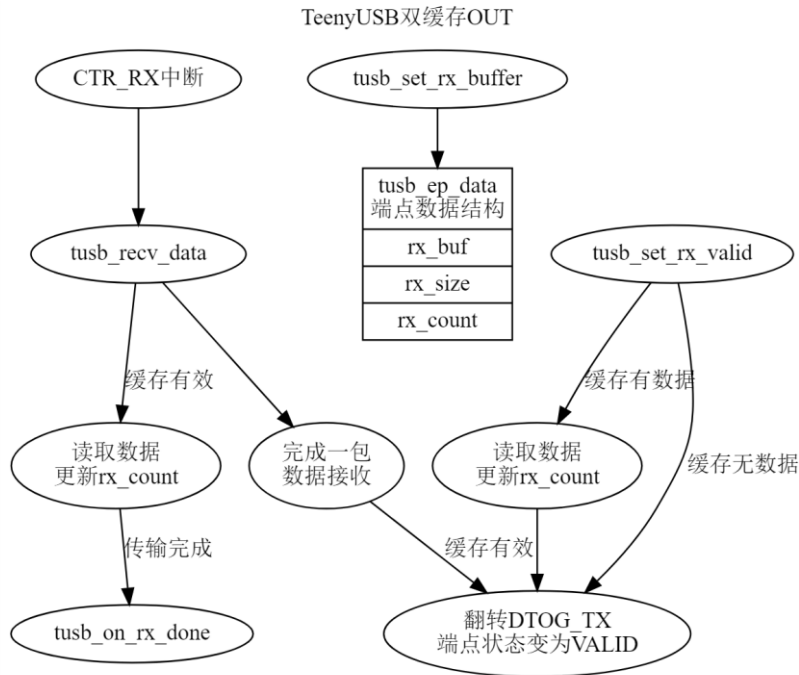 TeenyUSB双缓存OUT
CTR_RX中断
tusb_set_rx_buffer
tusb_ep_data
端点数据结构
rx_buf
rx_size
rx_count
tusb_recv_data
tusb_set_rx_valid
缓存有效
缓存有数据
读取数据
更新rx_count
完成一包
数据接收
读取数据
更新rx_count
缓存无数据
传输完成
缓存有效
tusb_on_rx_done
翻转DTOG_TX
端点状态变为VALID